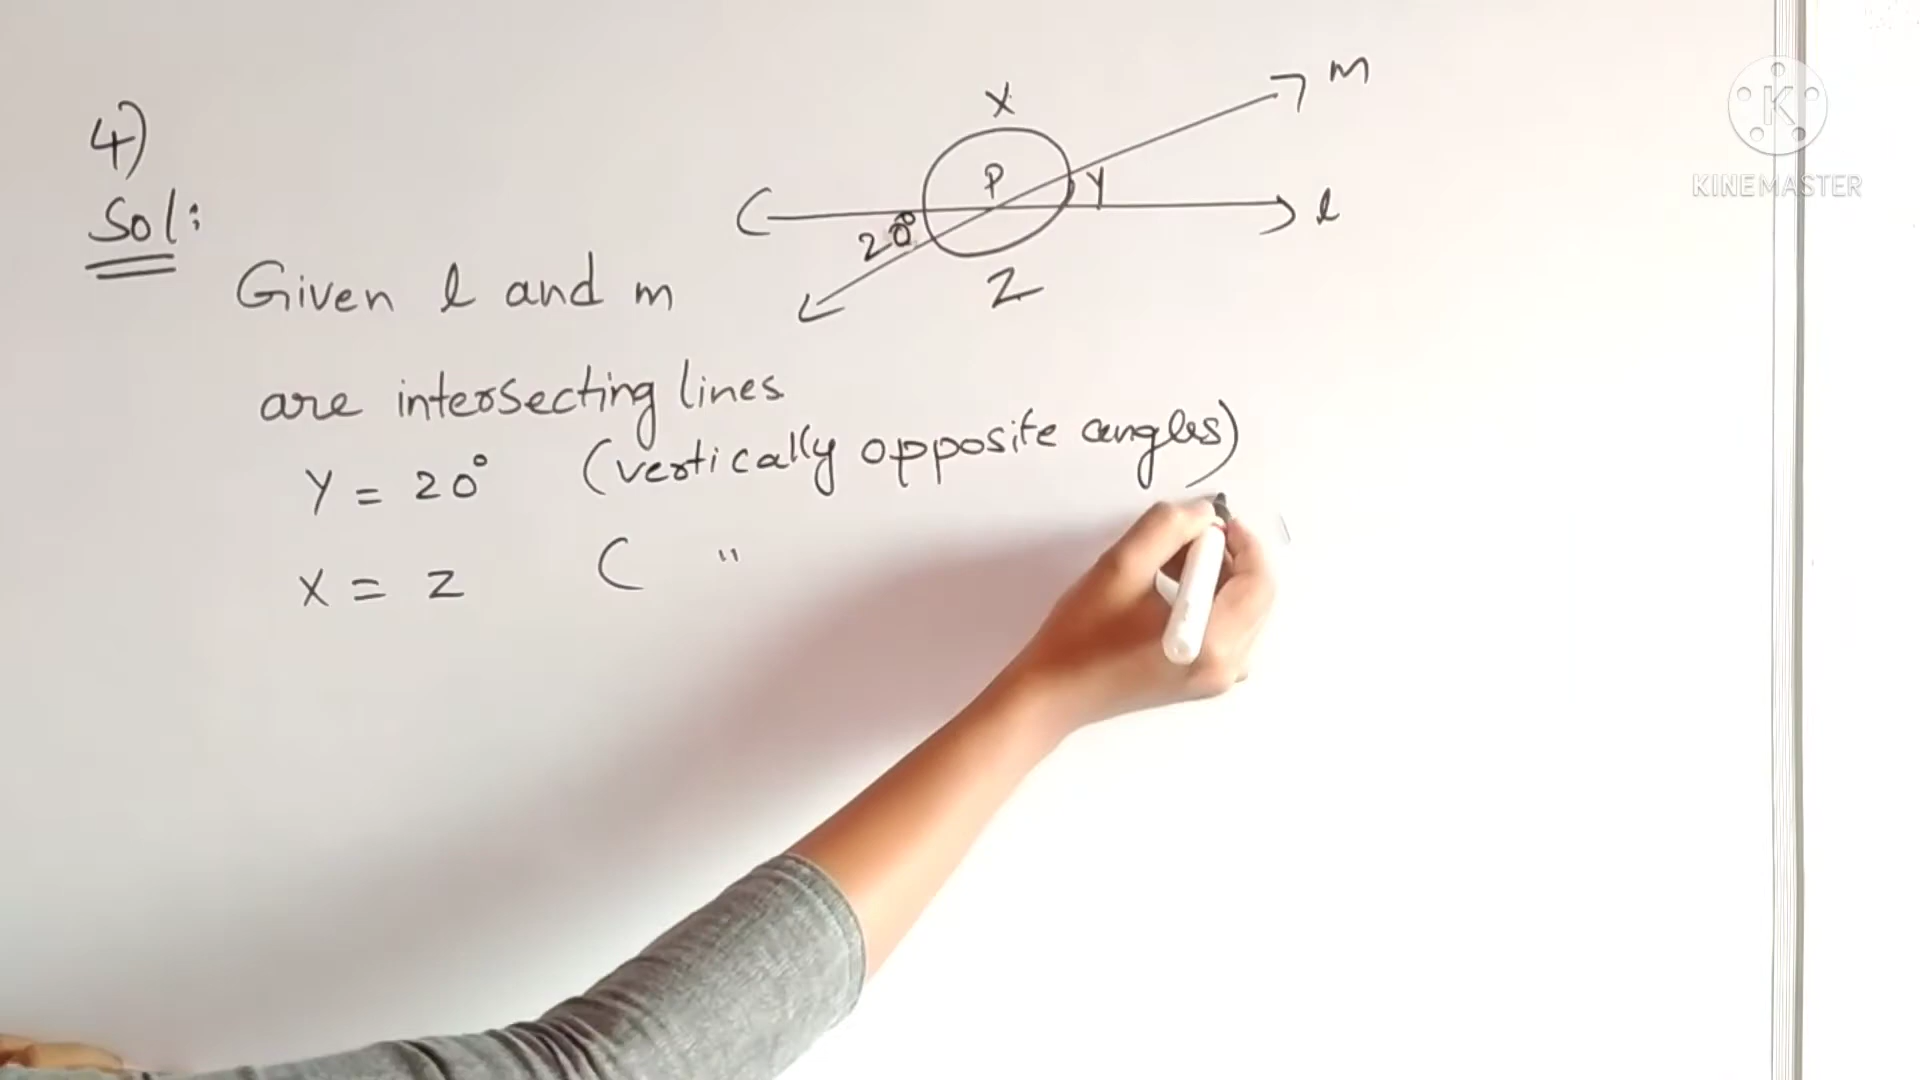 4)
Sol:
X
m
P
Y
l
20°
Z
Given l and m
are intersecting lines
Y = 20° (vertically opposite angles)
X = Z ( "
K
KINEMASTER